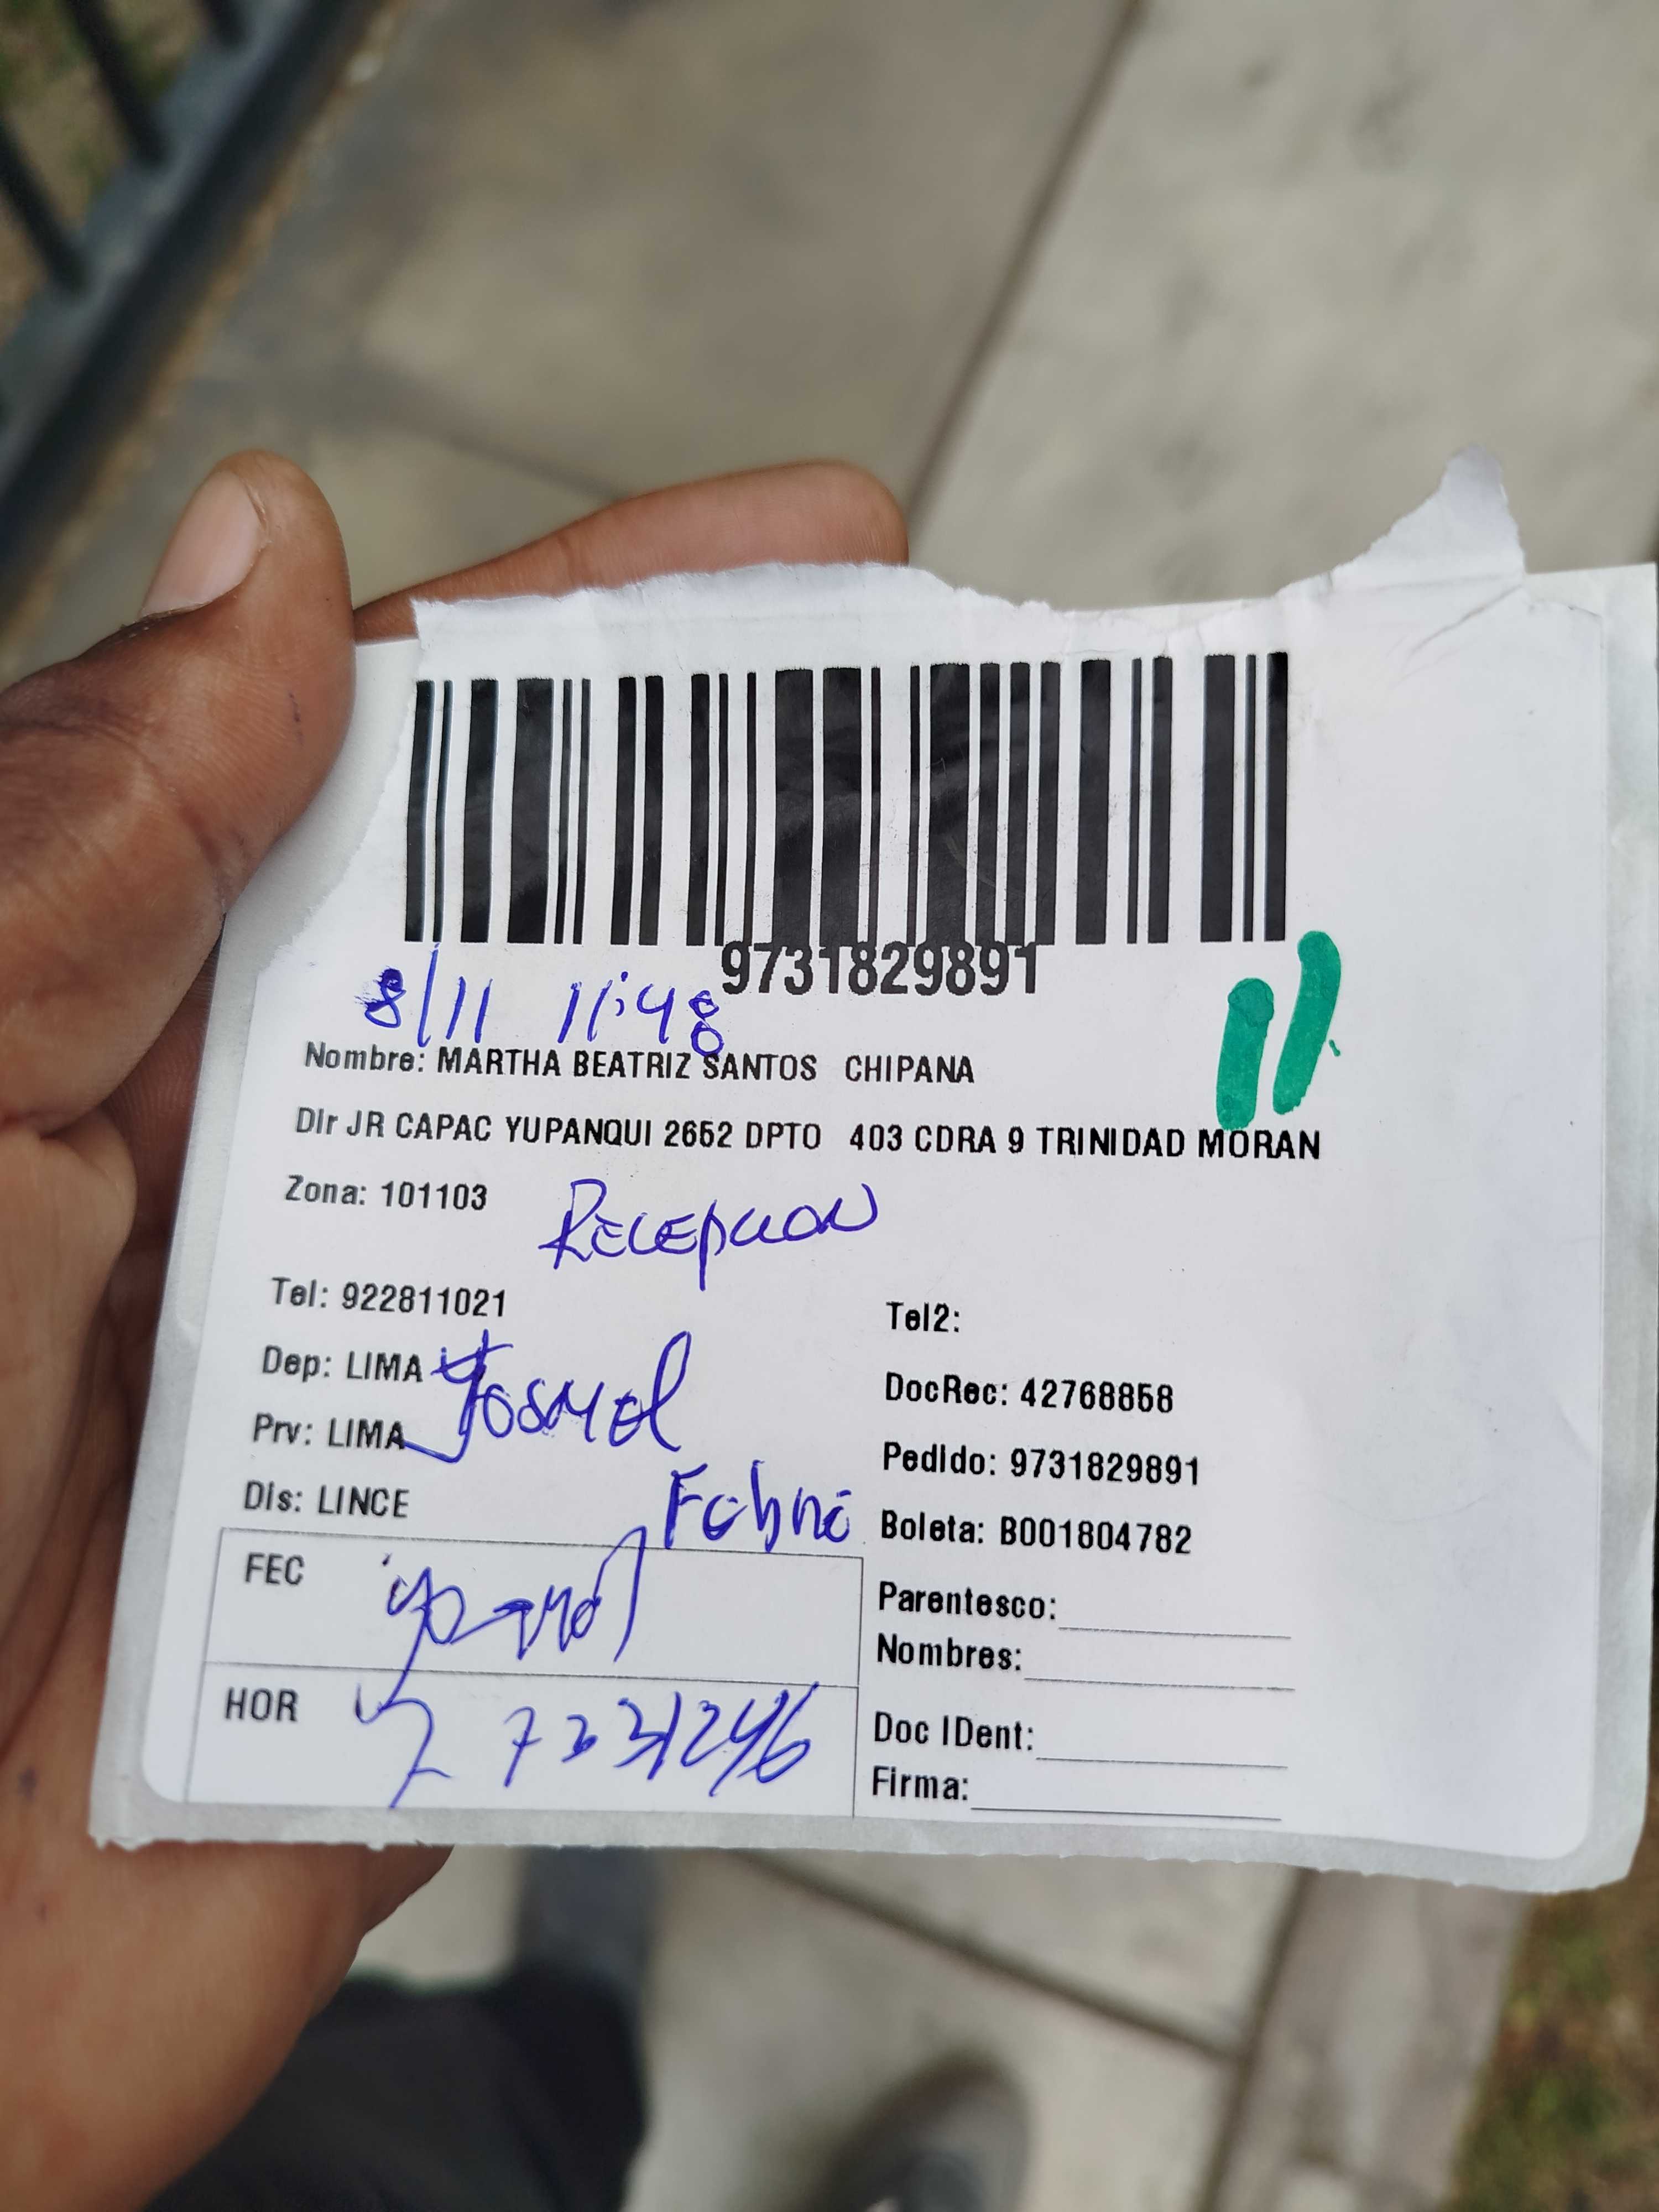 9731829891
8/11 11:48
Nombre: MARTHA BEATRIZ SANTOS CHIPANA
Dir JR CAPAC YUPANQUI 2652 DPTO 403 CDRA 9 TRINIDAD MORAN
Zona: 101103
RECEPCION
Tel: 922811021
Tel2:
Dep: LIMA
DocRec: 42768858
Prv: LIMA
Pedido: 9731829891
Dis: LINCE
Boleta: B001804782
FEC
Parentesco:
Nombres:
HOR
Doc IDent:
Firma: